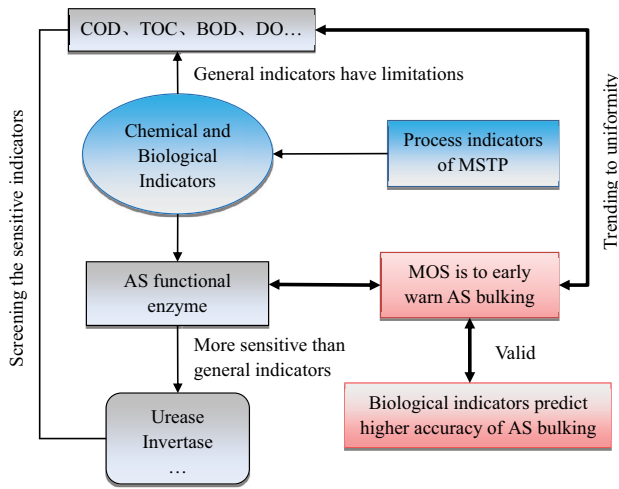 COD、TOC、BOD、DO…
General indicators have limitations
Chemical and
Biological
Indicators
Process indicators
of MSTP
Screening the sensitive indicators
Trending to uniformity
AS functional
enzyme
MOS is to early
warn AS bulking
More sensitive than
general indicators
Valid
Urease
Invertase
…
Biological indicators predict
higher accuracy of AS bulking